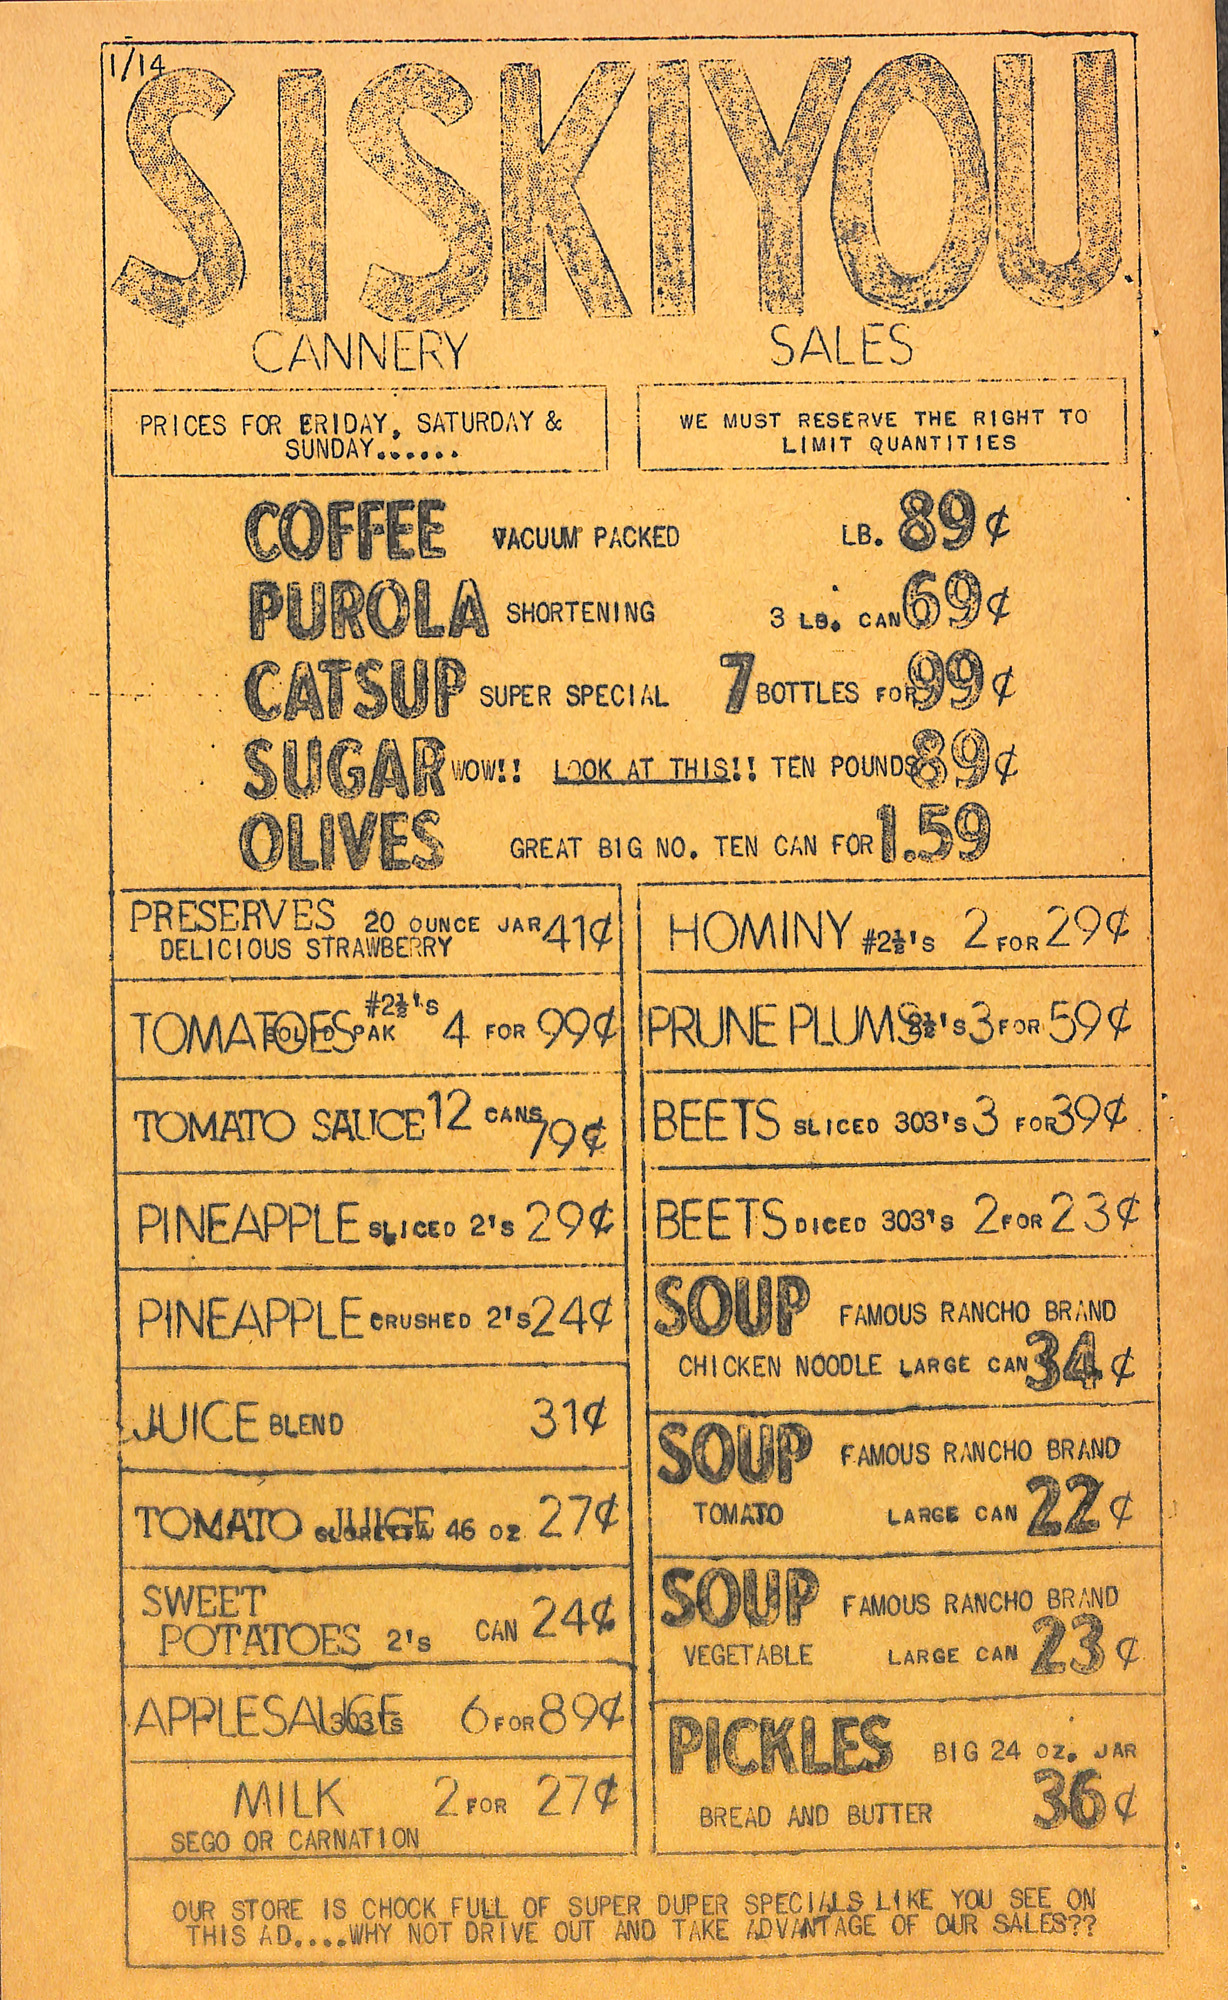 1/14
SISKIYOU
CANNERY SALES
PRICES FOR ERIDAY, SATURDAY &
SUNDAY......
WE MUST RESERVE THE RIGHT TO
LIMIT QUANTITIES
COFFEE VACUUM PACKED LB. 89¢
PUROLA SHORTENING 3 LB. CAN 69¢
CATSUP SUPER SPECIAL 7 BOTTLES FOR 99¢
SUGAR WOW!! LOOK AT THIS!! TEN POUNDS 89¢
OLIVES GREAT BIG NO. TEN CAN FOR 1.59
PRESERVES 20 OUNCE JAR 41¢
DELICIOUS STRAWBERRY
TOMATOES #2½'S SOLID PAK 4 FOR 99¢
TOMATO SAUCE 12 CANS 79¢
PINEAPPLE SLICED 2's 29¢
PINEAPPLE CRUSHED 2's 24¢
JUICE BLEND 31¢
TOMATO JUICE GLORIETTA 46 oz 27¢
SWEET
POTATOES 2's CAN 24¢
APPLESAUCE 303's 6 FOR 89¢
MILK 2 FOR 27¢
SEGO OR CARNATION
HOMINY #2½'s 2 FOR 29¢
PRUNE PLUMS 2½'s 3 FOR 59¢
BEETS SLICED 303's 3 FOR 39¢
BEETS DICED 303's 2 FOR 23¢
SOUP FAMOUS RANCHO BRAND
CHICKEN NOODLE LARGE CAN 34¢
SOUP FAMOUS RANCHO BRAND
TOMATO LARGE CAN 22¢
SOUP FAMOUS RANCHO BRAND
VEGETABLE LARGE CAN 23¢
PICKLES BIG 24 oz. JAR
BREAD AND BUTTER 36¢
OUR STORE IS CHOCK FULL OF SUPER DUPER SPECIALS LIKE YOU SEE ON
THIS AD....WHY NOT DRIVE OUT AND TAKE ADVANTAGE OF OUR SALES??